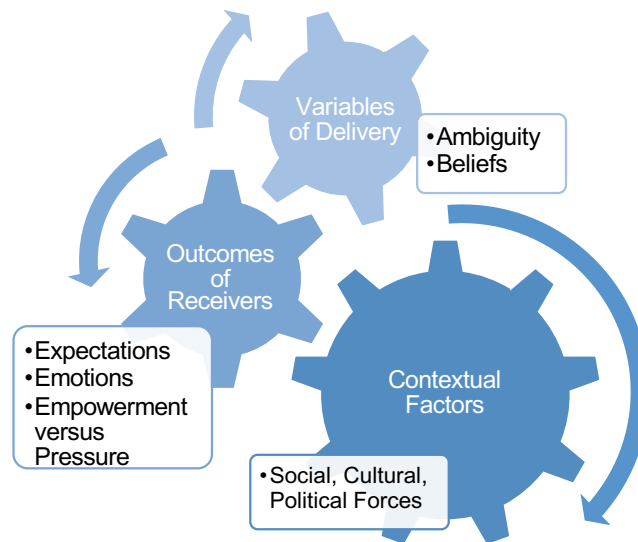 Variables
of Delivery
•Ambiguity
•Beliefs
Outcomes
of
Receivers
•Expectations
•Emotions
•Empowerment
versus
Pressure
Contextual
Factors
•Social, Cultural,
Political Forces